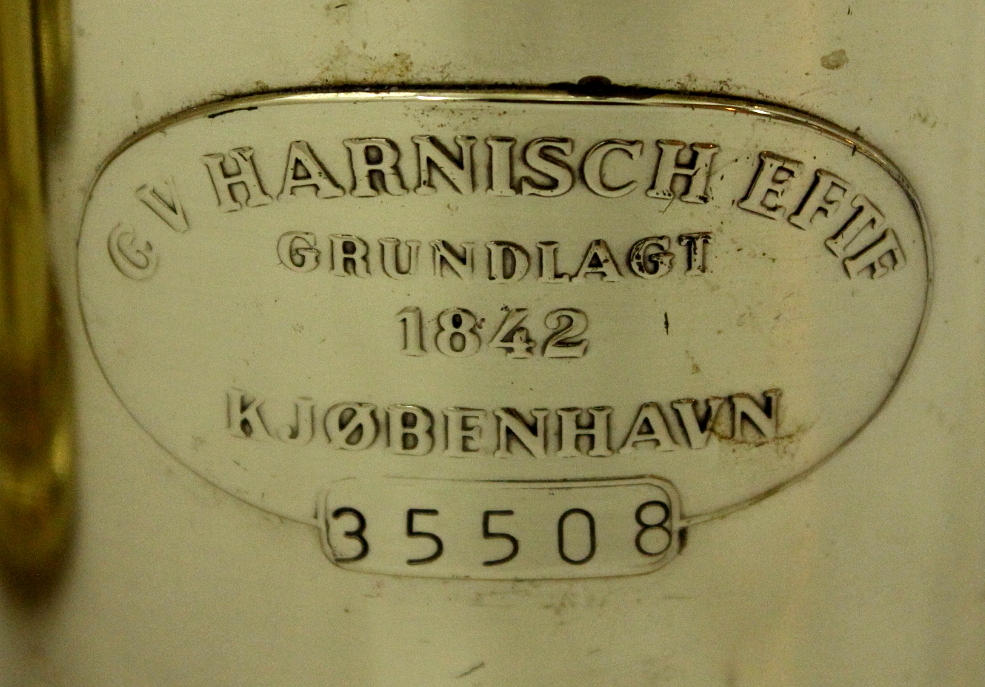 G V HARNISCH EFTF
GRUNDLAGT
1842
KJØBENHAVN
35508